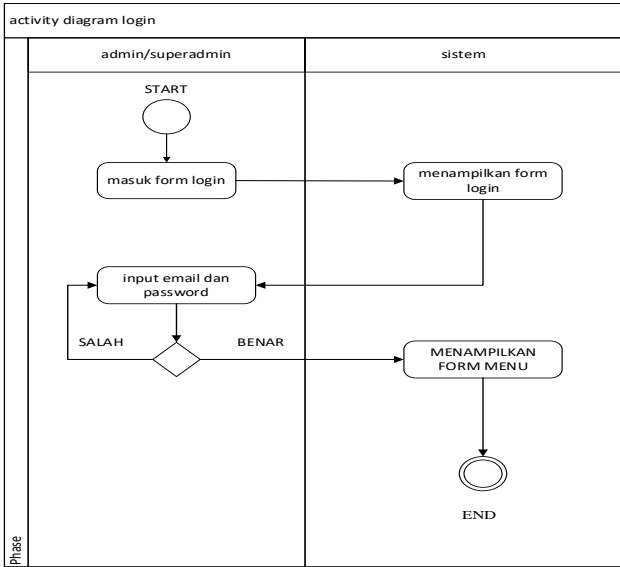 activity diagram login
admin/superadmin
sistem
START
masuk form login
menampilkan form
login
input email dan
password
SALAH
BENAR
MENAMPILKAN
FORM MENU
END
Phase